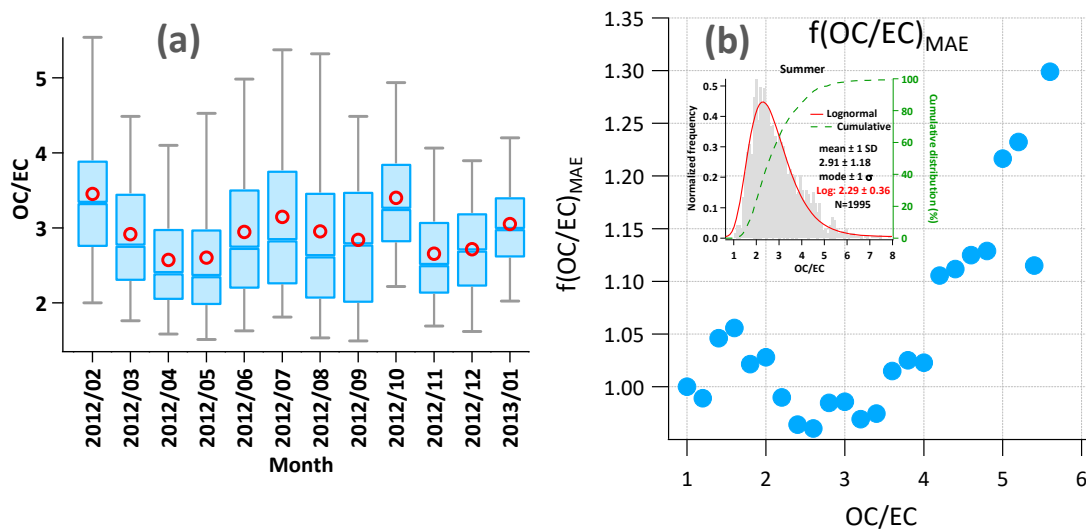 (a)
OC/EC
5
4
3
2
2012/02
2012/03
2012/04
2012/05
2012/06
2012/07
2012/08
2012/09
2012/10
2012/11
2012/12
2013/01
Month
(b)
f(OC/EC)MAE
f(OC/EC)MAE
1.35
1.30
1.25
1.20
1.15
1.10
1.05
1.00
1 2 3 4 5 6
OC/EC
Summer
Normalized frequency
0.5
0.4
0.3
0.2
0.1
0.0
Lognormal
Cumulative
mean ± 1 SD
2.91 ± 1.18
mode ± 1 σ
Log: 2.29 ± 0.36
N=1995
100
80
60
40
20
0
Cumulative distribution (%)
1 2 3 4 5 6 7 8
OC/EC